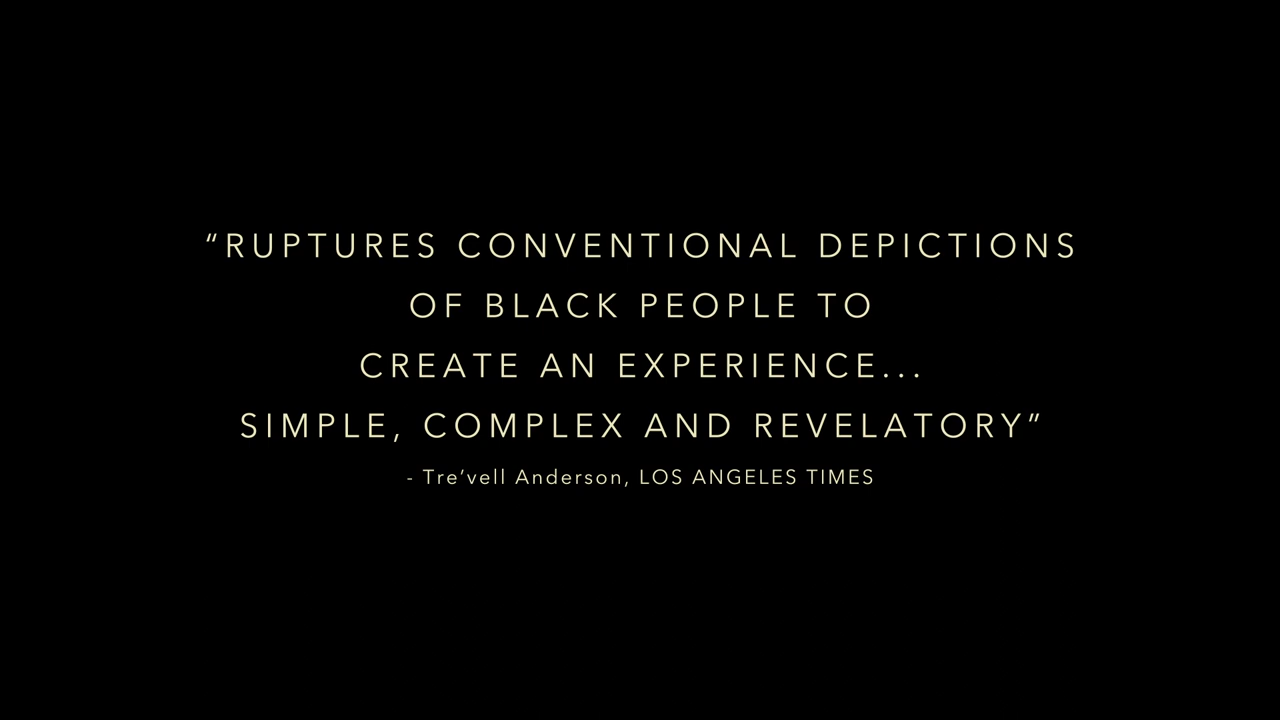 “RUPTURES CONVENTIONAL DEPICTIONS
OF BLACK PEOPLE TO
CREATE AN EXPERIENCE...
SIMPLE, COMPLEX AND REVELATORY”
- Tre’vell Anderson, LOS ANGELES TIMES